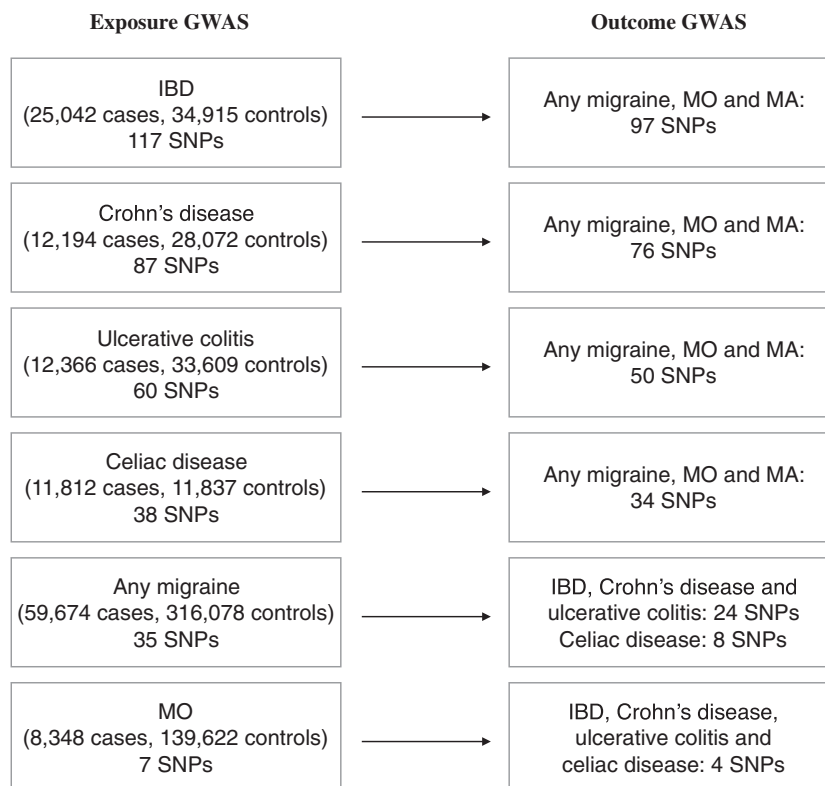 Exposure GWAS
Outcome GWAS
IBD
(25,042 cases, 34,915 controls)
117 SNPs
Any migraine, MO and MA:
97 SNPs
Crohn's disease
(12,194 cases, 28,072 controls)
87 SNPs
Any migraine, MO and MA:
76 SNPs
Ulcerative colitis
(12,366 cases, 33,609 controls)
60 SNPs
Any migraine, MO and MA:
50 SNPs
Celiac disease
(11,812 cases, 11,837 controls)
38 SNPs
Any migraine, MO and MA:
34 SNPs
Any migraine
(59,674 cases, 316,078 controls)
35 SNPs
IBD, Crohn's disease and
ulcerative colitis: 24 SNPs
Celiac disease: 8 SNPs
MO
(8,348 cases, 139,622 controls)
7 SNPs
IBD, Crohn's disease,
ulcerative colitis and
celiac disease: 4 SNPs